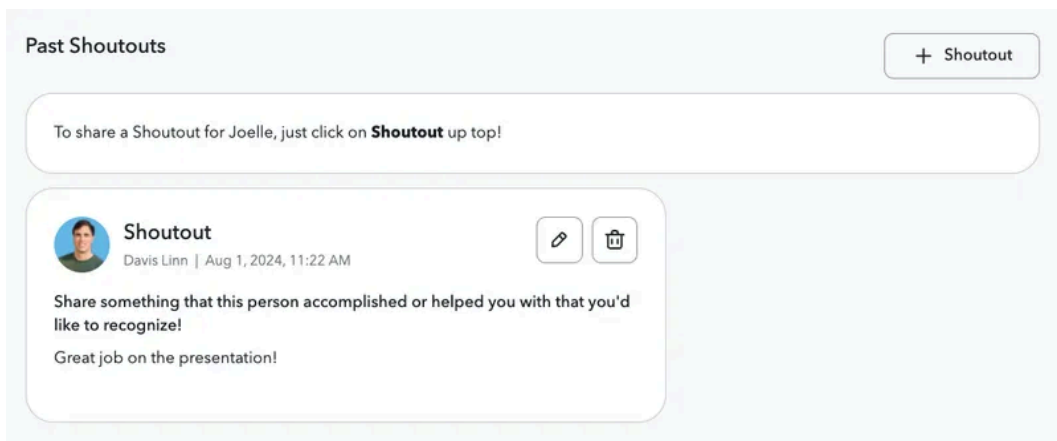 Past Shoutouts
+ Shoutout
To share a Shoutout for Joelle, just click on Shoutout up top!
Shoutout
Davis Linn | Aug 1, 2024, 11:22 AM
Share something that this person accomplished or helped you with that you'd
like to recognize!
Great job on the presentation!